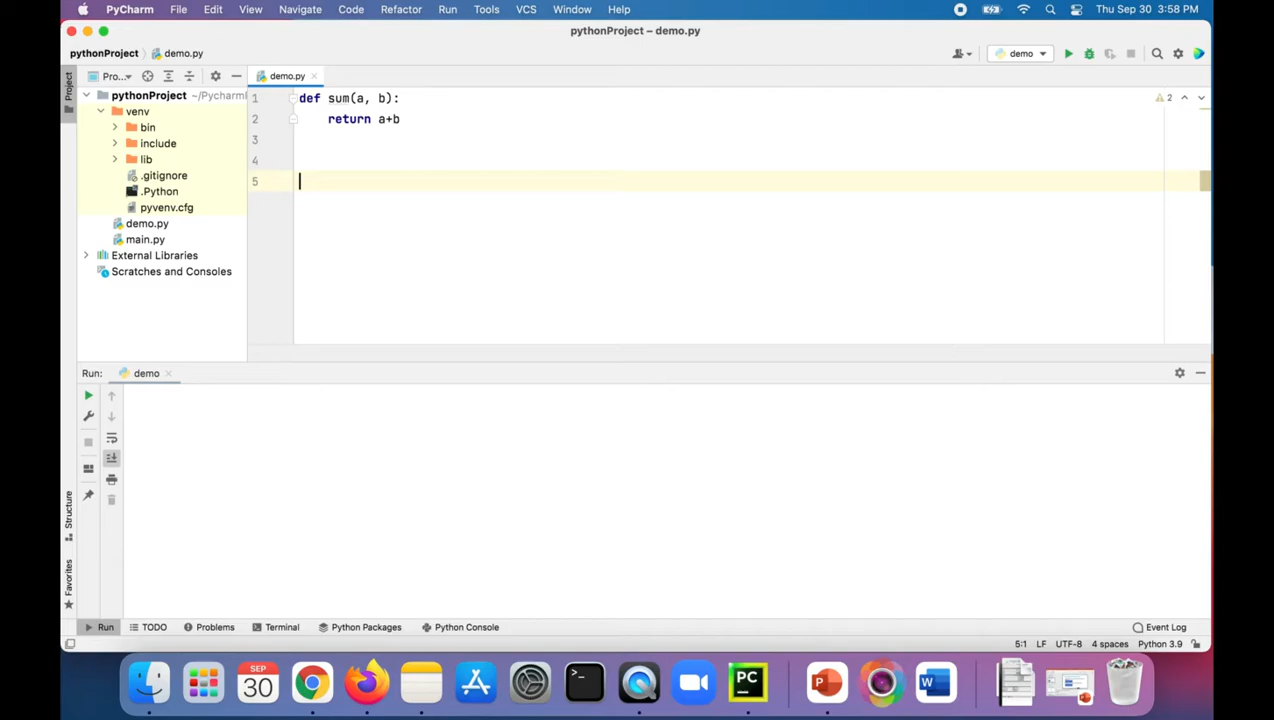 PyCharm File Edit View Navigate Code Refactor Run Tools VCS Window Help Thu Sep 30 3:58 PM
pythonProject – demo.py
pythonProject demo.py demo
Project Pro... demo.py
pythonProject ~/Pycharm
venv
bin
include
lib
.gitignore
.Python
pyvenv.cfg
demo.py
main.py
External Libraries
Scratches and Consoles
1 def sum(a, b): 2
2 return a+b
3
4
5
Run: demo
Structure
Favorites
Run TODO Problems Terminal Python Packages Python Console Event Log
5:1 LF UTF-8 4 spaces Python 3.9
SEP
30
>_
PC
P
W